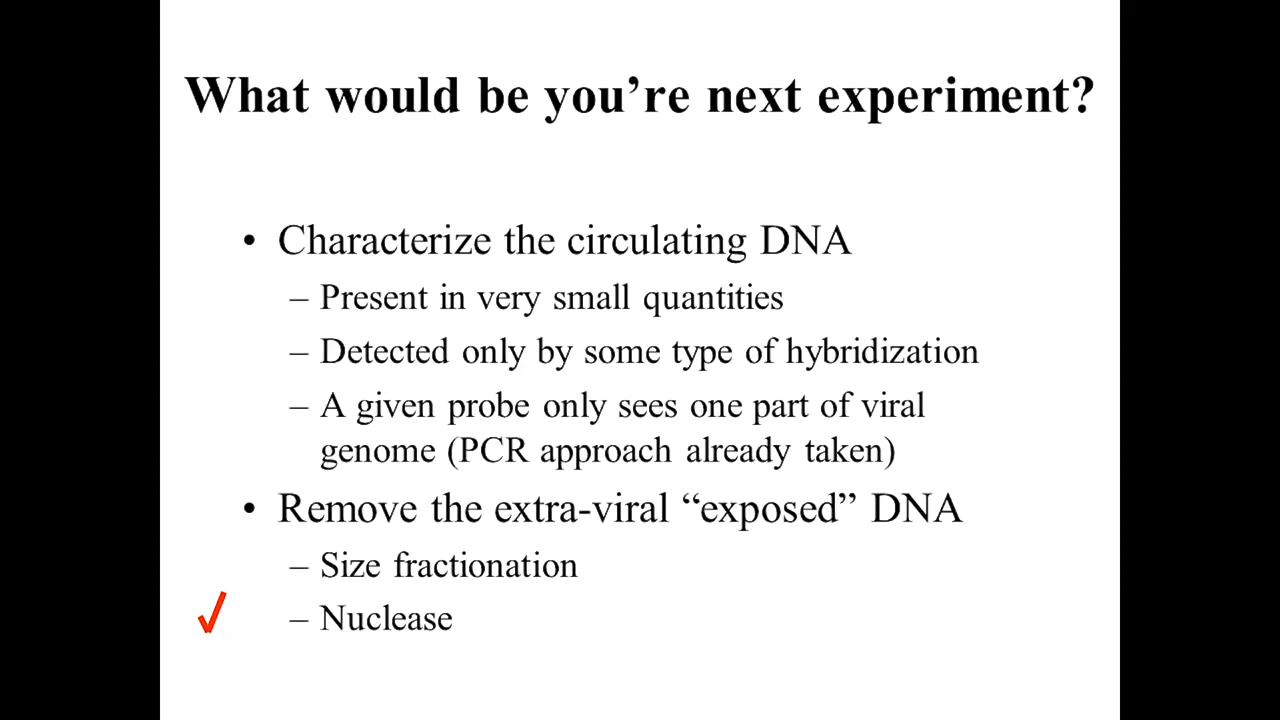 What would be you’re next experiment?
• Characterize the circulating DNA
– Present in very small quantities
– Detected only by some type of hybridization
– A given probe only sees one part of viral
genome (PCR approach already taken)
• Remove the extra-viral “exposed” DNA
– Size fractionation
– Nuclease